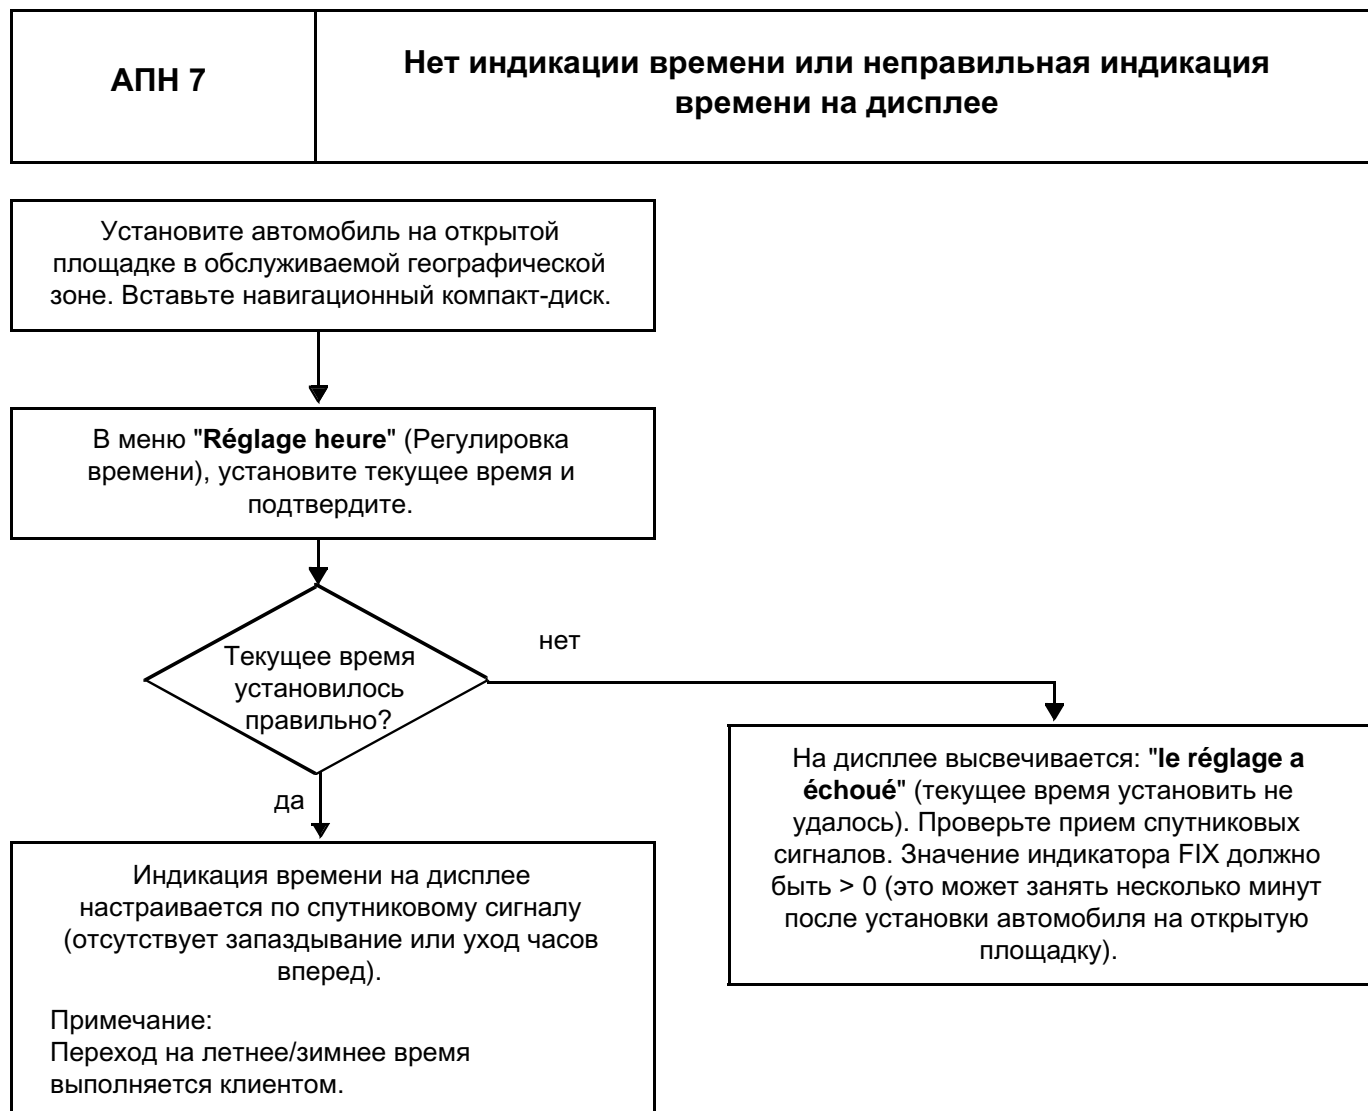 АПН 7
Нет индикации времени или неправильная индикация
времени на дисплее
Установите автомобиль на открытой
площадке в обслуживаемой географической
зоне. Вставьте навигационный компакт-диск.
В меню "Réglage heure" (Регулировка
времени), установите текущее время и
подтвердите.
Текущее время
установилось
правильно?
нет
да
На дисплее высвечивается: "le réglage a
échoué" (текущее время установить не
удалось). Проверьте прием спутниковых
сигналов. Значение индикатора FIX должно
быть > 0 (это может занять несколько минут
после установки автомобиля на открытую
площадку).
Индикация времени на дисплее
настраивается по спутниковому сигналу
(отсутствует запаздывание или уход часов
вперед).
Примечание:
Переход на летнее/зимнее время
выполняется клиентом.